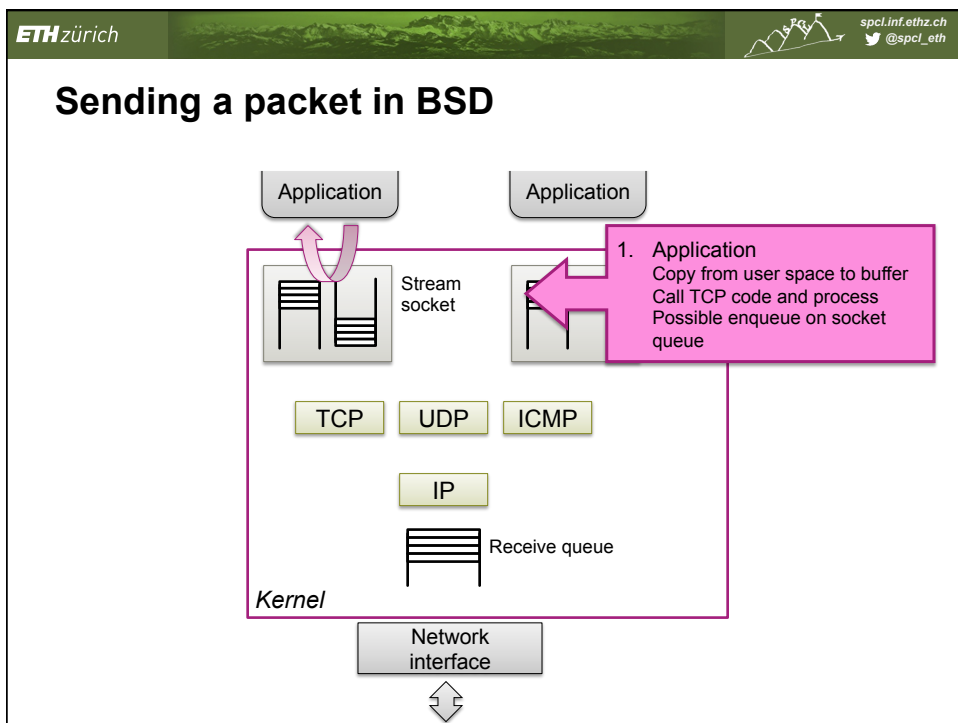 ETH zürich
spcl.inf.ethz.ch
@spcl_eth
Sending a packet in BSD
Application
Application
1. Application
Copy from user space to buffer
Call TCP code and process
Possible enqueue on socket
queue
Stream
socket
TCP
UDP
ICMP
IP
Receive queue
Kernel
Network
interface